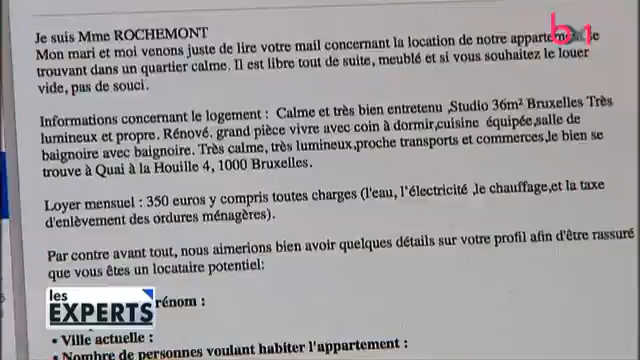 Je suis Mme ROCHEMONT
Mon mari et moi venons juste de lire votre mail concernant la location de notre appartement se
trouvant dans un quartier calme. Il est libre tout de suite, meublé et si vous souhaitez le louer
vide, pas de souci.
Informations concernant le logement : Calme et très bien entretenu ,Studio 36m² Bruxelles Très
lumineux et propre. Rénové. grand pièce vivre avec coin à dormir,cuisine équipée,salle de
baignoire avec baignoire. Très calme, très lumineux,proche transports et commerces,le bien se
trouve à Quai à la Houille 4, 1000 Bruxelles.
Loyer mensuel : 350 euros y compris toutes charges (l'eau, l'électricité ,le chauffage,et la taxe
d'enlèvement des ordures ménagères).
Par contre avant tout, nous aimerions bien avoir quelques détails sur votre profil afin d'être rassuré
que vous êtes un locataire potentiel:
rénom :
• Ville actuelle :
• Nombre de personnes voulant habiter l'appartement :
les
EXPERTS